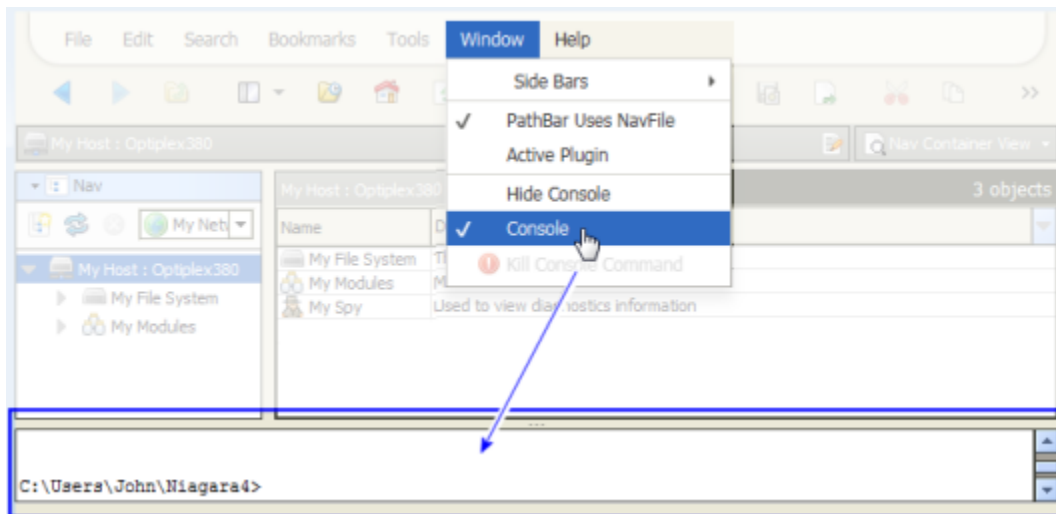 File Edit Search Bookmarks Tools Window Help
Side Bars
PathBar Uses NavFile
Active Plugin
Hide Console
Console
Kill Console Command
My Host : Optiplex380
Nav Container View
Nav
My Host : Optiplex380
3 objects
My Net
Name
My Host : Optiplex380
My File System
My Modules
My File System
My Modules
My Spy
Used to view diagnostics information
C:\Users\John\Niagara4>